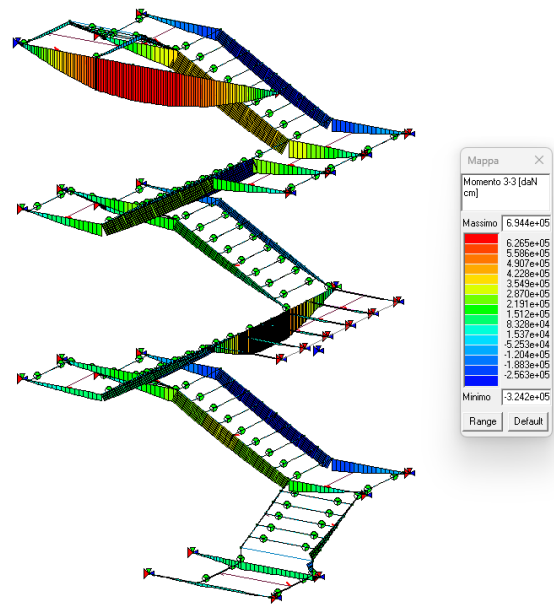 Mappa
Momento 3-3 [daN
cm]
Massimo 6.944e+05
6.265e+05
5.586e+05
4.907e+05
4.228e+05
3.549e+05
2.870e+05
2.191e+05
1.512e+05
8.328e+04
1.537e+04
-5.253e+04
-1.204e+05
-1.883e+05
-2.563e+05
Minimo -3.242e+05
Range Default